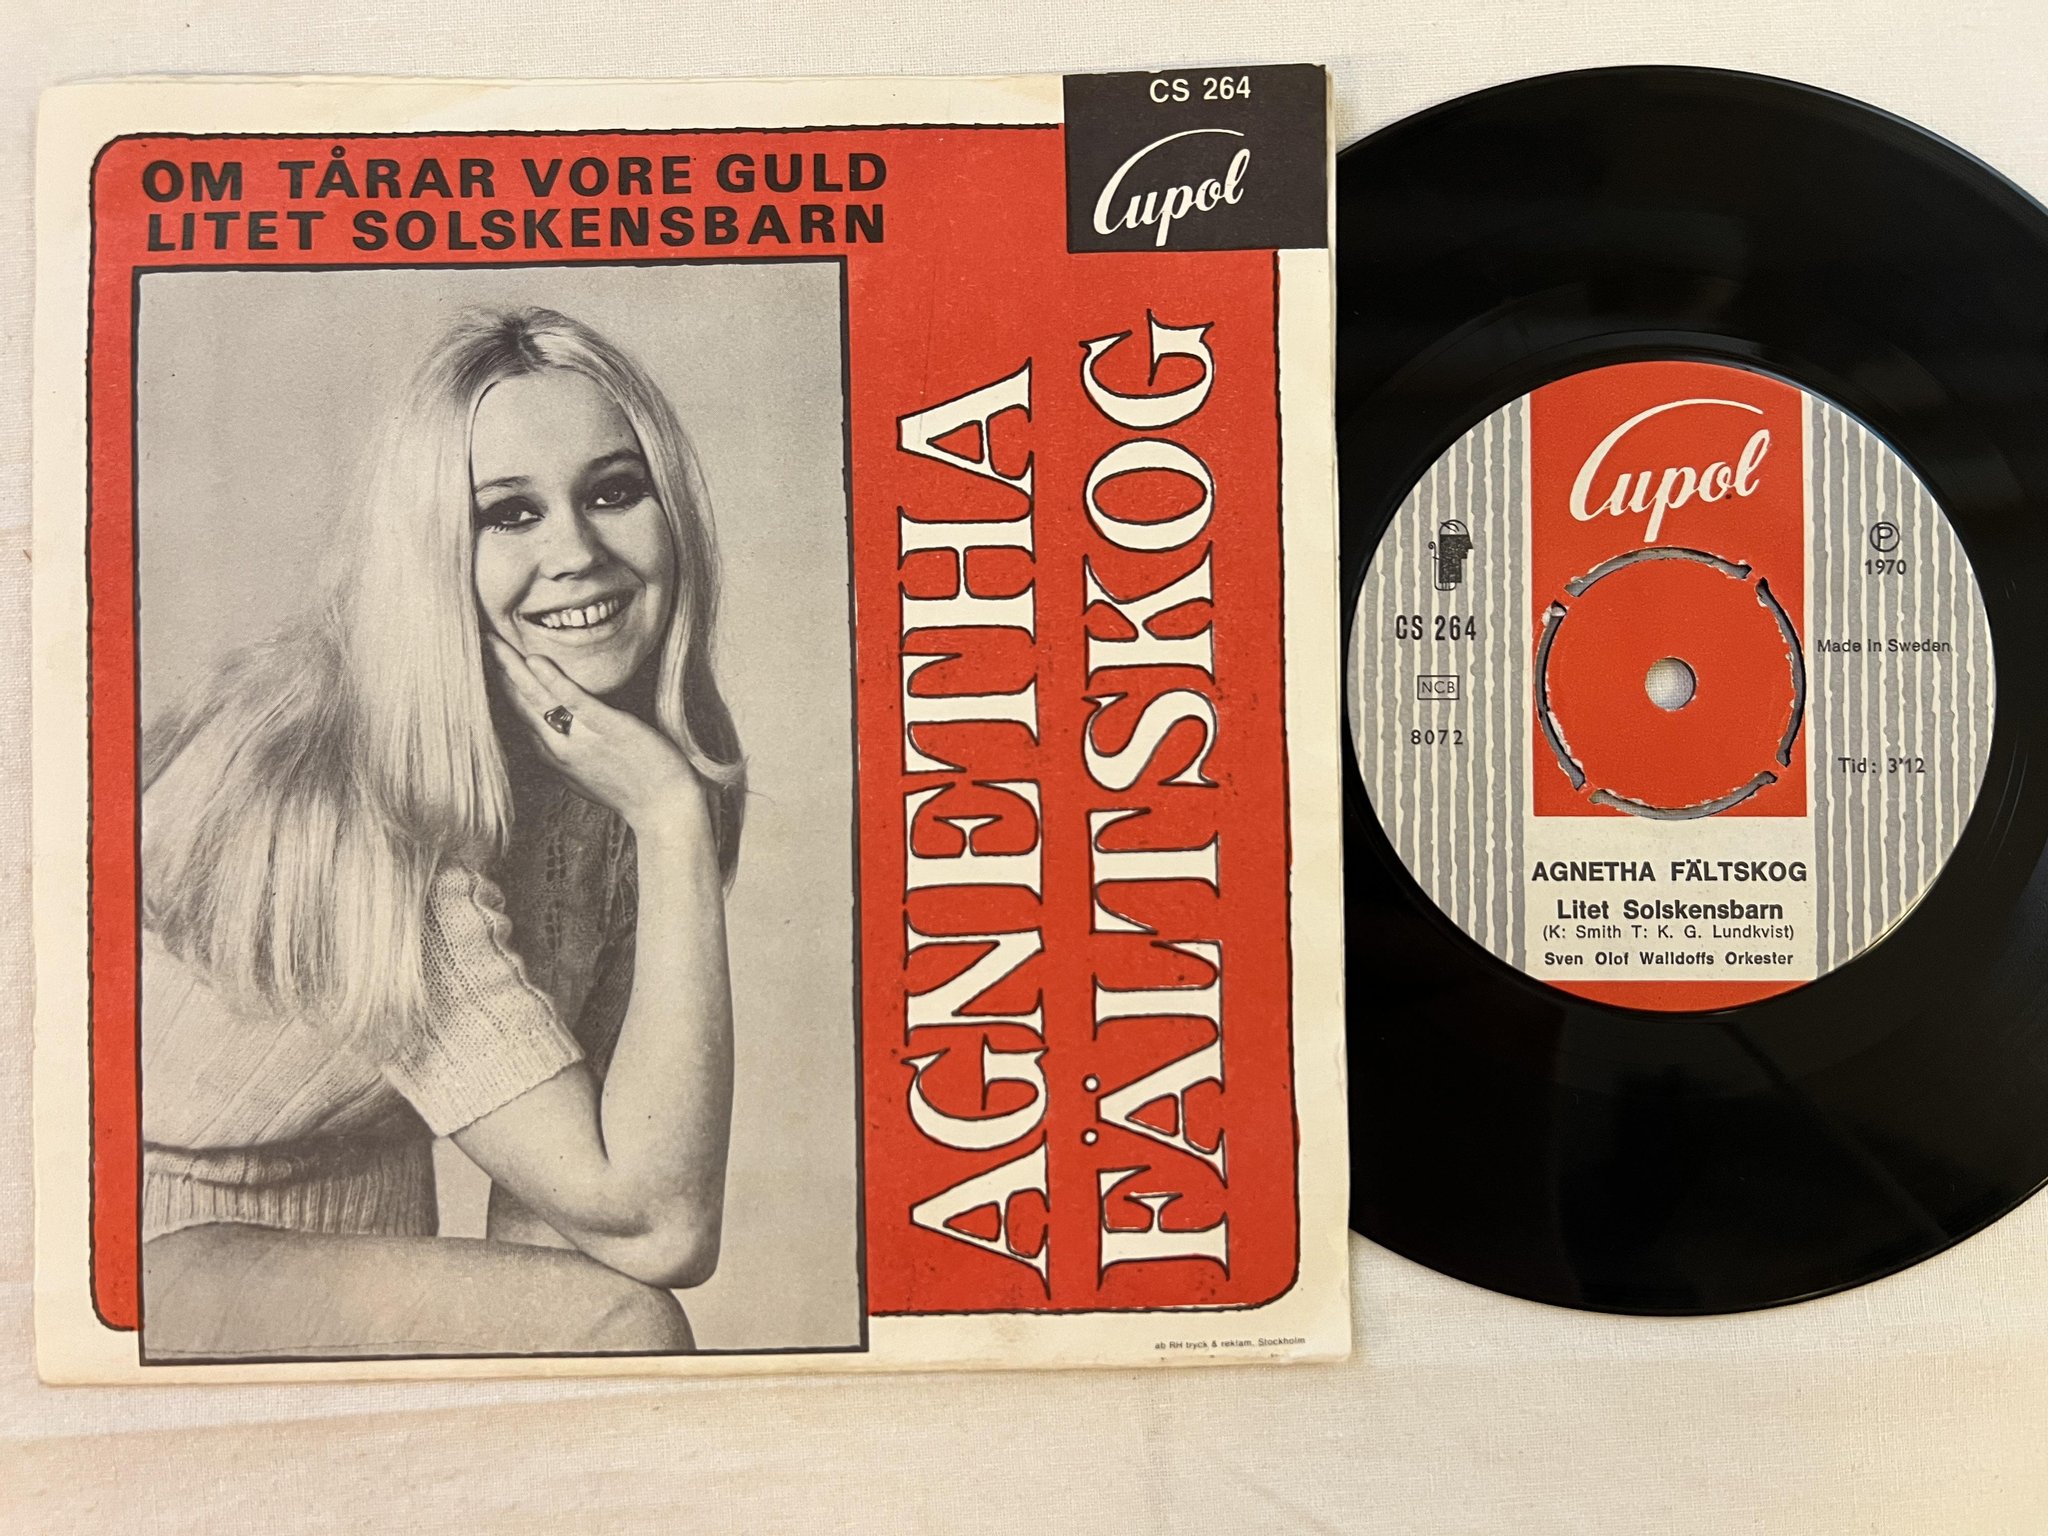 CS 264
Cupol
OM TÅRAR VORE GULD
LITET SOLSKENSBARN
AGNETHA
FÄLTSKOG
ab RH tryck & reklam, Stockholm
Cupol
P
1970
CS 264
Made in Sweden
NCB
8072
Tid: 3'12
AGNETHA FÄLTSKOG
Litet Solskensbarn
(K: Smith T: K. G. Lundkvist)
Sven Olof Walldoffs Orkester